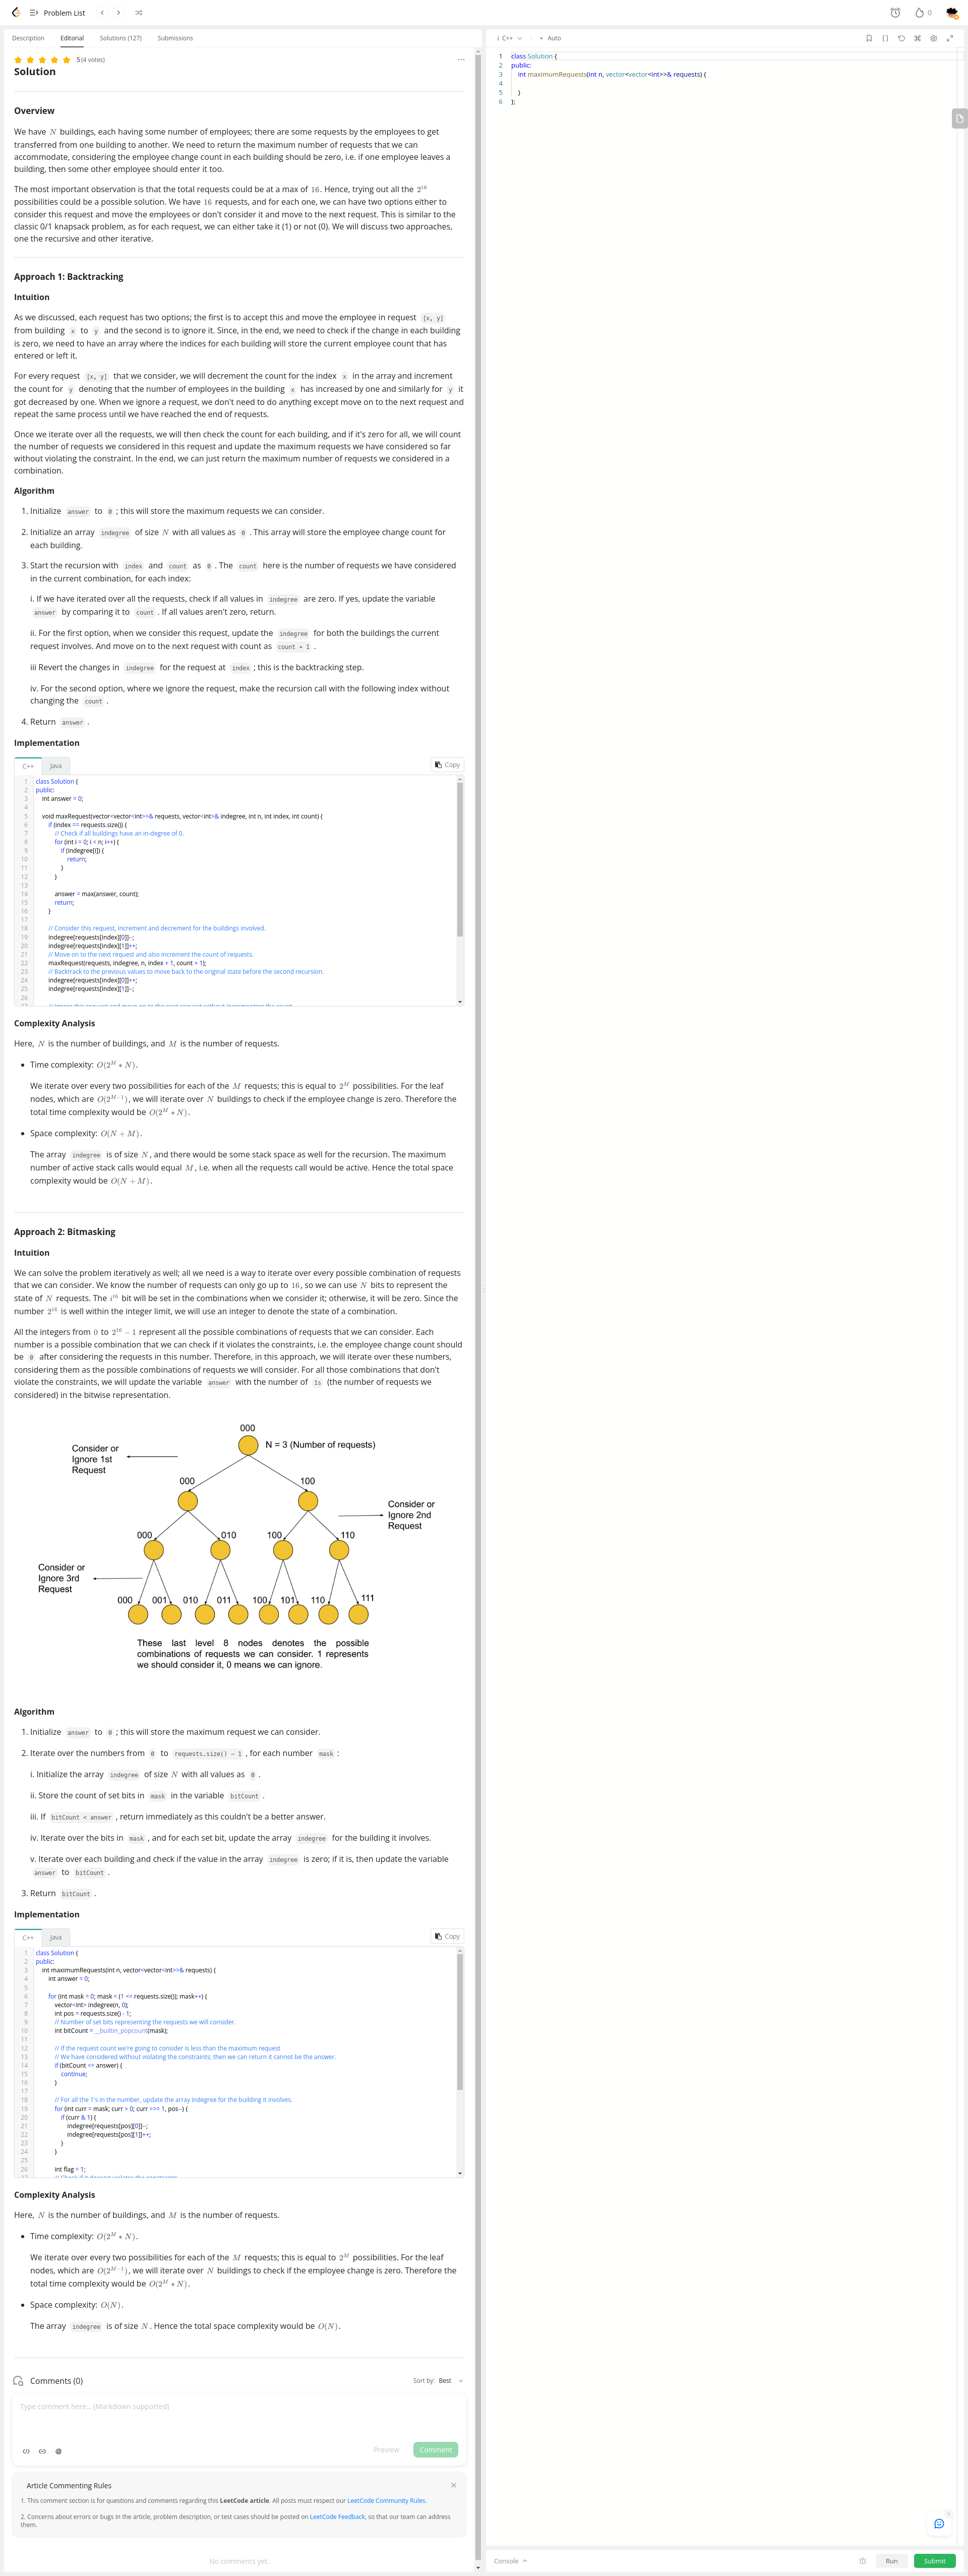 Problem List
0
Description Editorial Solutions (127) Submissions
5 (4 votes)
Solution
Overview
We have N buildings, each having some number of employees; there are some requests by the employees to get
transferred from one building to another. We need to return the maximum number of requests that we can
accommodate, considering the employee change count in each building should be zero, i.e. if one employee leaves a
building, then some other employee should enter it too.
The most important observation is that the total requests could be at a max of 16. Hence, trying out all the 2^16
possibilities could be a possible solution. We have 16 requests, and for each one, we can have two options either to
consider this request and move the employees or don't consider it and move to the next request. This is similar to the
classic 0/1 knapsack problem, as for each request, we can either take it (1) or not (0). We will discuss two approaches,
one the recursive and other iterative.
Approach 1: Backtracking
Intuition
As we discussed, each request has two options; the first is to accept this and move the employee in request [x, y]
from building x to y and the second is to ignore it. Since, in the end, we need to check if the change in each building
is zero, we need to have an array where the indices for each building will store the current employee count that has
entered or left it.
For every request [x, y] that we consider, we will decrement the count for the index x in the array and increment
the count for y denoting that the number of employees in the building x has increased by one and similarly for y it
got decreased by one. When we ignore a request, we don't need to do anything except move on to the next request and
repeat the same process until we have reached the end of requests.
Once we iterate over all the requests, we will then check the count for each building, and if it's zero for all, we will count
the number of requests we considered in this request and update the maximum requests we have considered so far
without violating the constraint. In the end, we can just return the maximum number of requests we considered in a
combination.
Algorithm
1. Initialize answer to 0 ; this will store the maximum requests we can consider.
2. Initialize an array indegree of size N with all values as 0 . This array will store the employee change count for
each building.
3. Start the recursion with index and count as 0 . The count here is the number of requests we have considered
in the current combination, for each index:
i. If we have iterated over all the requests, check if all values in indegree are zero. If yes, update the variable
answer by comparing it to count . If all values aren't zero, return.
ii. For the first option, when we consider this request, update the indegree for both the buildings the current
request involves. And move on to the next request with count as count + 1 .
iii Revert the changes in indegree for the request at index ; this is the backtracking step.
iv. For the second option, where we ignore the request, make the recursion call with the following index without
changing the count .
4. Return answer .
Implementation
C++ Java Copy
1 class Solution {
2 public:
3 int answer = 0;
4
5 void maxRequest(vector<vector<int>>& requests, vector<int>& indegree, int n, int index, int count) {
6 if (index == requests.size()) {
7 // Check if all buildings have an in-degree of 0.
8 for (int i = 0; i < n; i++) {
9 if (indegree[i]) {
10 return;
11 }
12 }
13
14 answer = max(answer, count);
15 return;
16 }
17
18 // Consider this request, increment and decrement for the buildings involved.
19 indegree[requests[index][0]]--;
20 indegree[requests[index][1]]++;
21 // Move on to the next request and also increment the count of requests.
22 maxRequest(requests, indegree, n, index + 1, count + 1);
23 // Backtrack to the previous values to move back to the original state before the second recursion.
24 indegree[requests[index][0]]++;
25 indegree[requests[index][1]]--;
26
Complexity Analysis
Here, N is the number of buildings, and M is the number of requests.
• Time complexity: O(2^M * N).
We iterate over every two possibilities for each of the M requests; this is equal to 2^M possibilities. For the leaf
nodes, which are O(2^{M-1}), we will iterate over N buildings to check if the employee change is zero. Therefore the
total time complexity would be O(2^M * N).
• Space complexity: O(N + M).
The array indegree is of size N, and there would be some stack space as well for the recursion. The maximum
number of active stack calls would equal M, i.e. when all the requests call would be active. Hence the total space
complexity would be O(N + M).
Approach 2: Bitmasking
Intuition
We can solve the problem iteratively as well; all we need is a way to iterate over every possible combination of requests
that we can consider. We know the number of requests can only go up to 16, so we can use N bits to represent the
state of N requests. The i^th bit will be set in the combinations when we consider it; otherwise, it will be zero. Since the
number 2^16 is well within the integer limit, we will use an integer to denote the state of a combination.
All the integers from 0 to 2^16 − 1 represent all the possible combinations of requests that we can consider. Each
number is a possible combination that we can check if it violates the constraints, i.e. the employee change count should
be 0 after considering the requests in this number. Therefore, in this approach, we will iterate over these numbers,
considering them as the possible combinations of requests we will consider. For all those combinations that don't
violate the constraints, we will update the variable answer with the number of 1s (the number of requests we
considered) in the bitwise representation.
000
N = 3 (Number of requests)
Consider or
Ignore 1st
Request
000 100
Consider or
Ignore 2nd
Request
000 010 100 110
Consider or
Ignore 3rd
Request
000 001 010 011 100 101 110 111
These last level 8 nodes denotes the possible
combinations of requests we can consider. 1 represents
we should consider it, 0 means we can ignore.
Algorithm
1. Initialize answer to 0 ; this will store the maximum request we can consider.
2. Iterate over the numbers from 0 to requests.size() − 1 , for each number mask :
i. Initialize the array indegree of size N with all values as 0 .
ii. Store the count of set bits in mask in the variable bitCount .
iii. If bitCount < answer , return immediately as this couldn't be a better answer.
iv. Iterate over the bits in mask , and for each set bit, update the array indegree for the building it involves.
v. Iterate over each building and check if the value in the array indegree is zero; if it is, then update the variable
answer to bitCount .
3. Return bitCount .
Implementation
C++ Java Copy
1 class Solution {
2 public:
3 int maximumRequests(int n, vector<vector<int>>& requests) {
4 int answer = 0;
5
6 for (int mask = 0; mask < (1 << requests.size()); mask++) {
7 vector<int> indegree(n, 0);
8 int pos = requests.size() - 1;
9 // Number of set bits representing the requests we will consider.
10 int bitCount = __builtin_popcount(mask);
11
12 // If the request count we're going to consider is less than the maximum request
13 // We have considered without violating the constraints; then we can return it cannot be the answer.
14 if (bitCount <= answer) {
15 continue;
16 }
17
18 // For all the 1's in the number, update the array indegree for the building it involves.
19 for (int curr = mask; curr > 0; curr >>= 1, pos--) {
20 if (curr & 1) {
21 indegree[requests[pos][0]]--;
22 indegree[requests[pos][1]]++;
23 }
24 }
25
26 int flag = 1;
Complexity Analysis
Here, N is the number of buildings, and M is the number of requests.
• Time complexity: O(2^M * N).
We iterate over every two possibilities for each of the M requests; this is equal to 2^M possibilities. For the leaf
nodes, which are O(2^{M-1}), we will iterate over N buildings to check if the employee change is zero. Therefore the
total time complexity would be O(2^M * N).
• Space complexity: O(N).
The array indegree is of size N. Hence the total space complexity would be O(N).
Comments (0) Sort by: Best
Type comment here... (Markdown supported)
Preview Comment
Article Commenting Rules
1. This comment section is for questions and comments regarding this LeetCode article. All posts must respect our LeetCode Community Rules.
2. Concerns about errors or bugs in the article, problem description, or test cases should be posted on LeetCode Feedback, so that our team can address
them.
No comments yet.
i C++ • Auto
1 class Solution {
2 public:
3 int maximumRequests(int n, vector<vector<int>>& requests) {
4
5 }
6 };
Console Run Submit